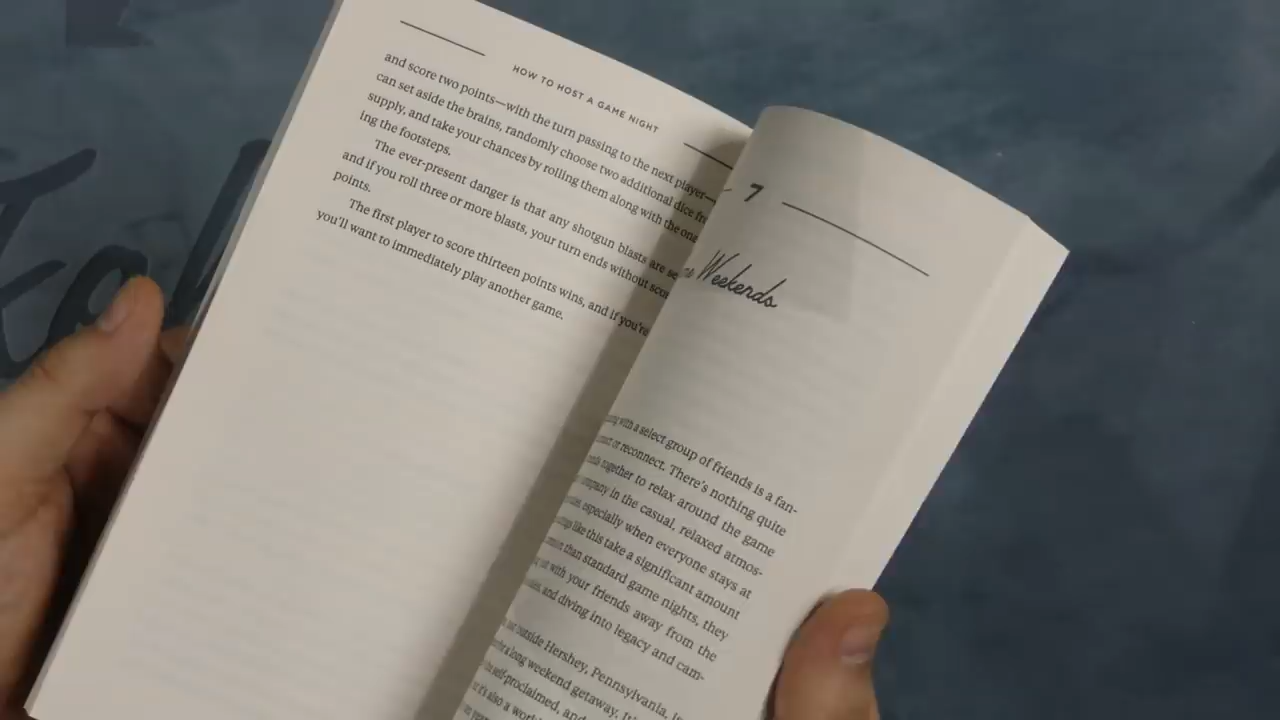 HOW TO HOST A GAME NIGHT
and score two points—with the turn passing to the next player—
can set aside the brains, randomly choose two additional dice
supply, and take your chances by rolling them along with the
ing the footsteps.
The ever-present danger is that any shotgun blasts are
and if you roll three or more blasts, your turn ends without
points.
The first player to score thirteen points wins, and if you're
you'll want to immediately play another game.
7
Weekends
with a select group of friends is a fan-
or reconnect. There's nothing quite
together to relax around the game
company in the casual, relaxed atmos-
especially when everyone stays at
like this take a significant amount
than standard game nights, they
with your friends away from the
and diving into legacy and cam-
outside Hershey, Pennsylvania, is
a long weekend getaway.
self-proclaimed, and
it's also a